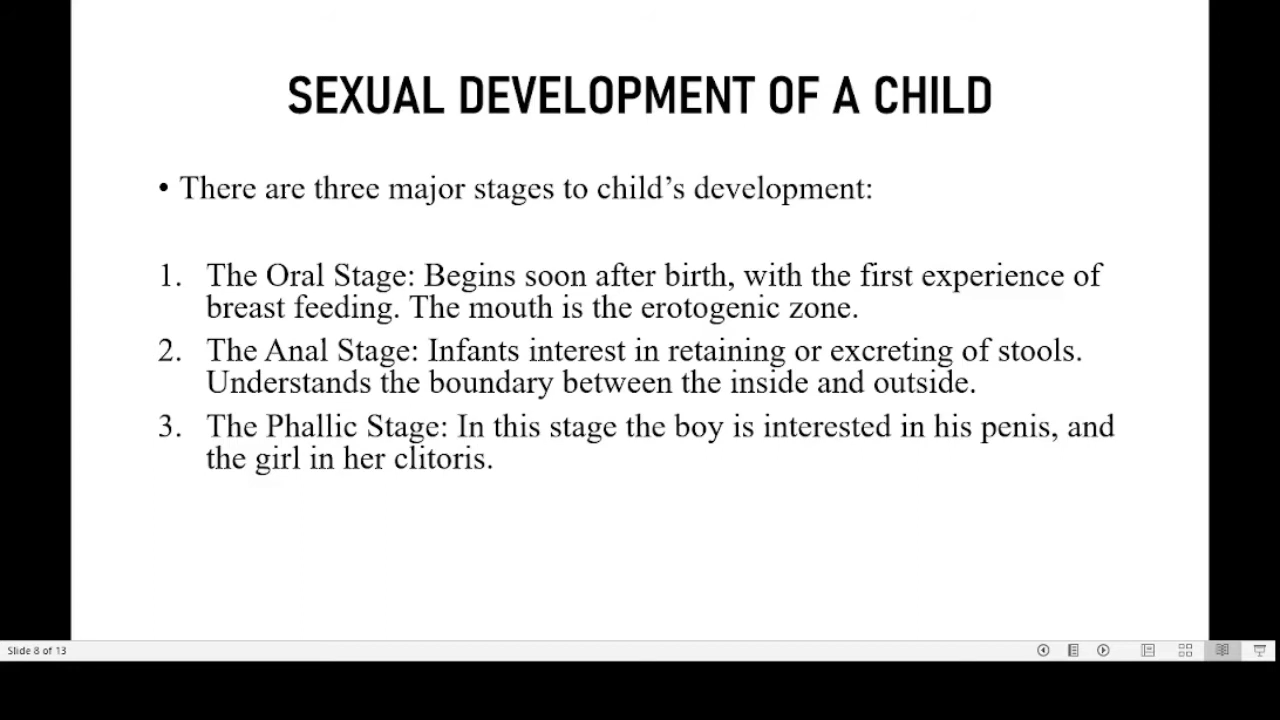 SEXUAL DEVELOPMENT OF A CHILD
• There are three major stages to child’s development:
1. The Oral Stage: Begins soon after birth, with the first experience of
breast feeding. The mouth is the erotogenic zone.
2. The Anal Stage: Infants interest in retaining or excreting of stools.
Understands the boundary between the inside and outside.
3. The Phallic Stage: In this stage the boy is interested in his penis, and
the girl in her clitoris.
Slide 8 of 13